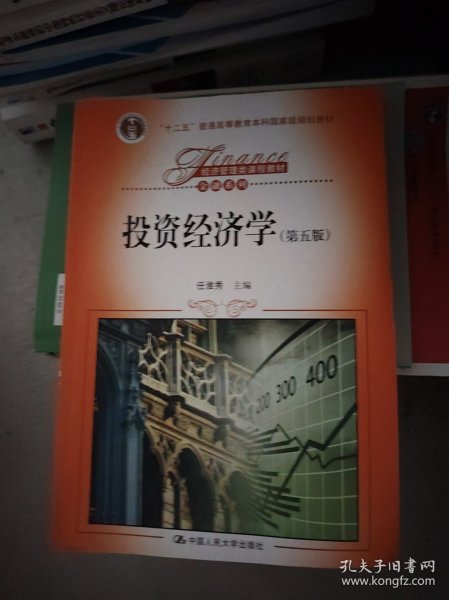 "十二五"普通高等教育本科国家级规划教材
Finance
经济管理类课程教材
金融系列
投资经济学(第五版)
任淮秀 主编
200 300 400
中国人民大学出版社
孔夫子旧书网
www.kongfz.com